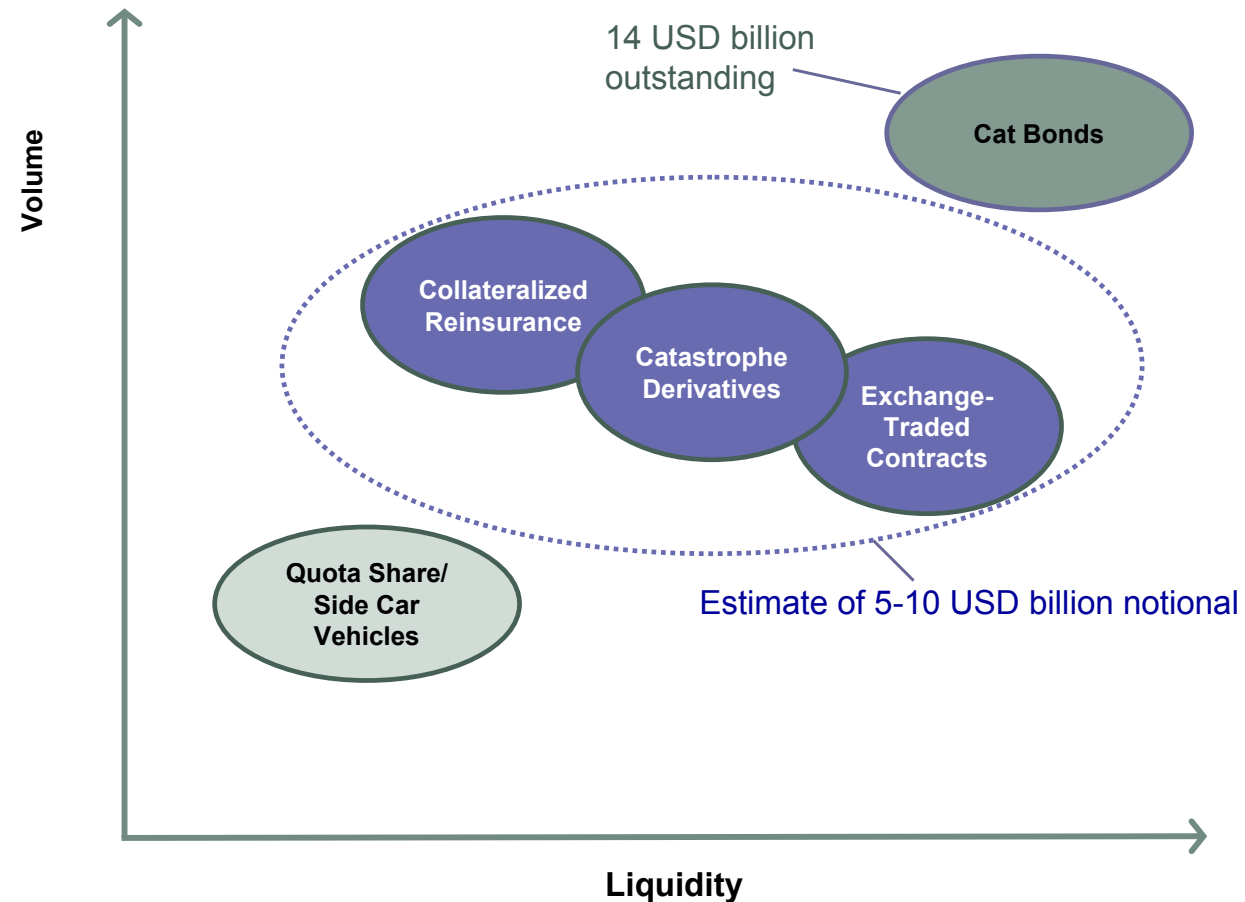 14 USD billion
outstanding
Cat Bonds
Volume
Collateralized
Reinsurance
Catastrophe
Derivatives
Exchange-
Traded
Contracts
Quota Share/
Side Car
Vehicles
Estimate of 5-10 USD billion notional
Liquidity